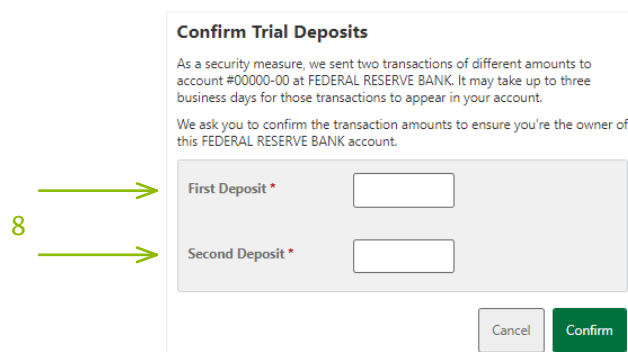 Confirm Trial Deposits
As a security measure, we sent two transactions of different amounts to
account #00000-00 at FEDERAL RESERVE BANK. It may take up to three
business days for those transactions to appear in your account.
We ask you to confirm the transaction amounts to ensure you're the owner of
this FEDERAL RESERVE BANK account.
First Deposit *
8
Second Deposit *
Cancel Confirm